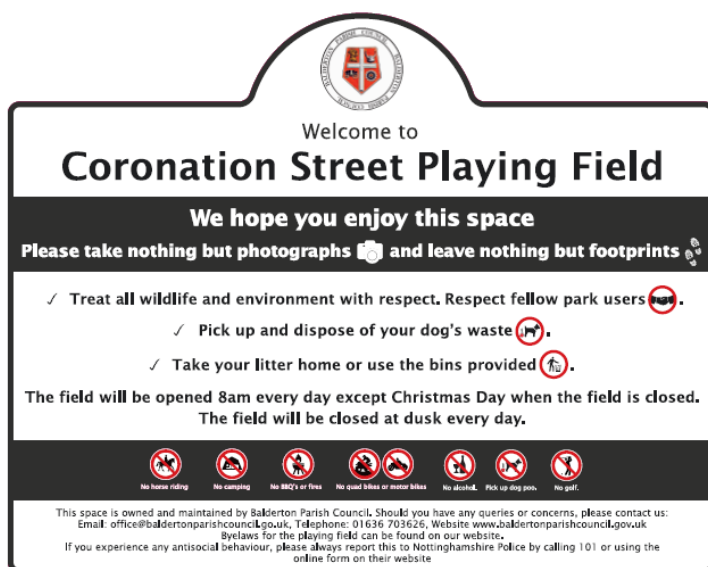 BALDERTON PARISH COUNCIL BALDERTON PARISH COUNCIL
Welcome to
Coronation Street Playing Field
We hope you enjoy this space
Please take nothing but photographs and leave nothing but footprints
✓ Treat all wildlife and environment with respect. Respect fellow park users .
✓ Pick up and dispose of your dog's waste .
✓ Take your litter home or use the bins provided .
The field will be opened 8am every day except Christmas Day when the field is closed.
The field will be closed at dusk every day.
No horse riding No camping No BBQ's or fires No quad bikes or motor bikes No alcohol. Pick up dog poo. No golf.
This space is owned and maintained by Balderton Parish Council. Should you have any queries or concerns, please contact us:
Email: office@baldertonparishcouncil.go.uk, Telephone: 01636 703626, Website www.baldertonparishcouncil.gov.uk
Byelaws for the playing field can be found on our website.
If you experience any antisocial behaviour, please always report this to Nottinghamshire Police by calling 101 or using the
online form on their website